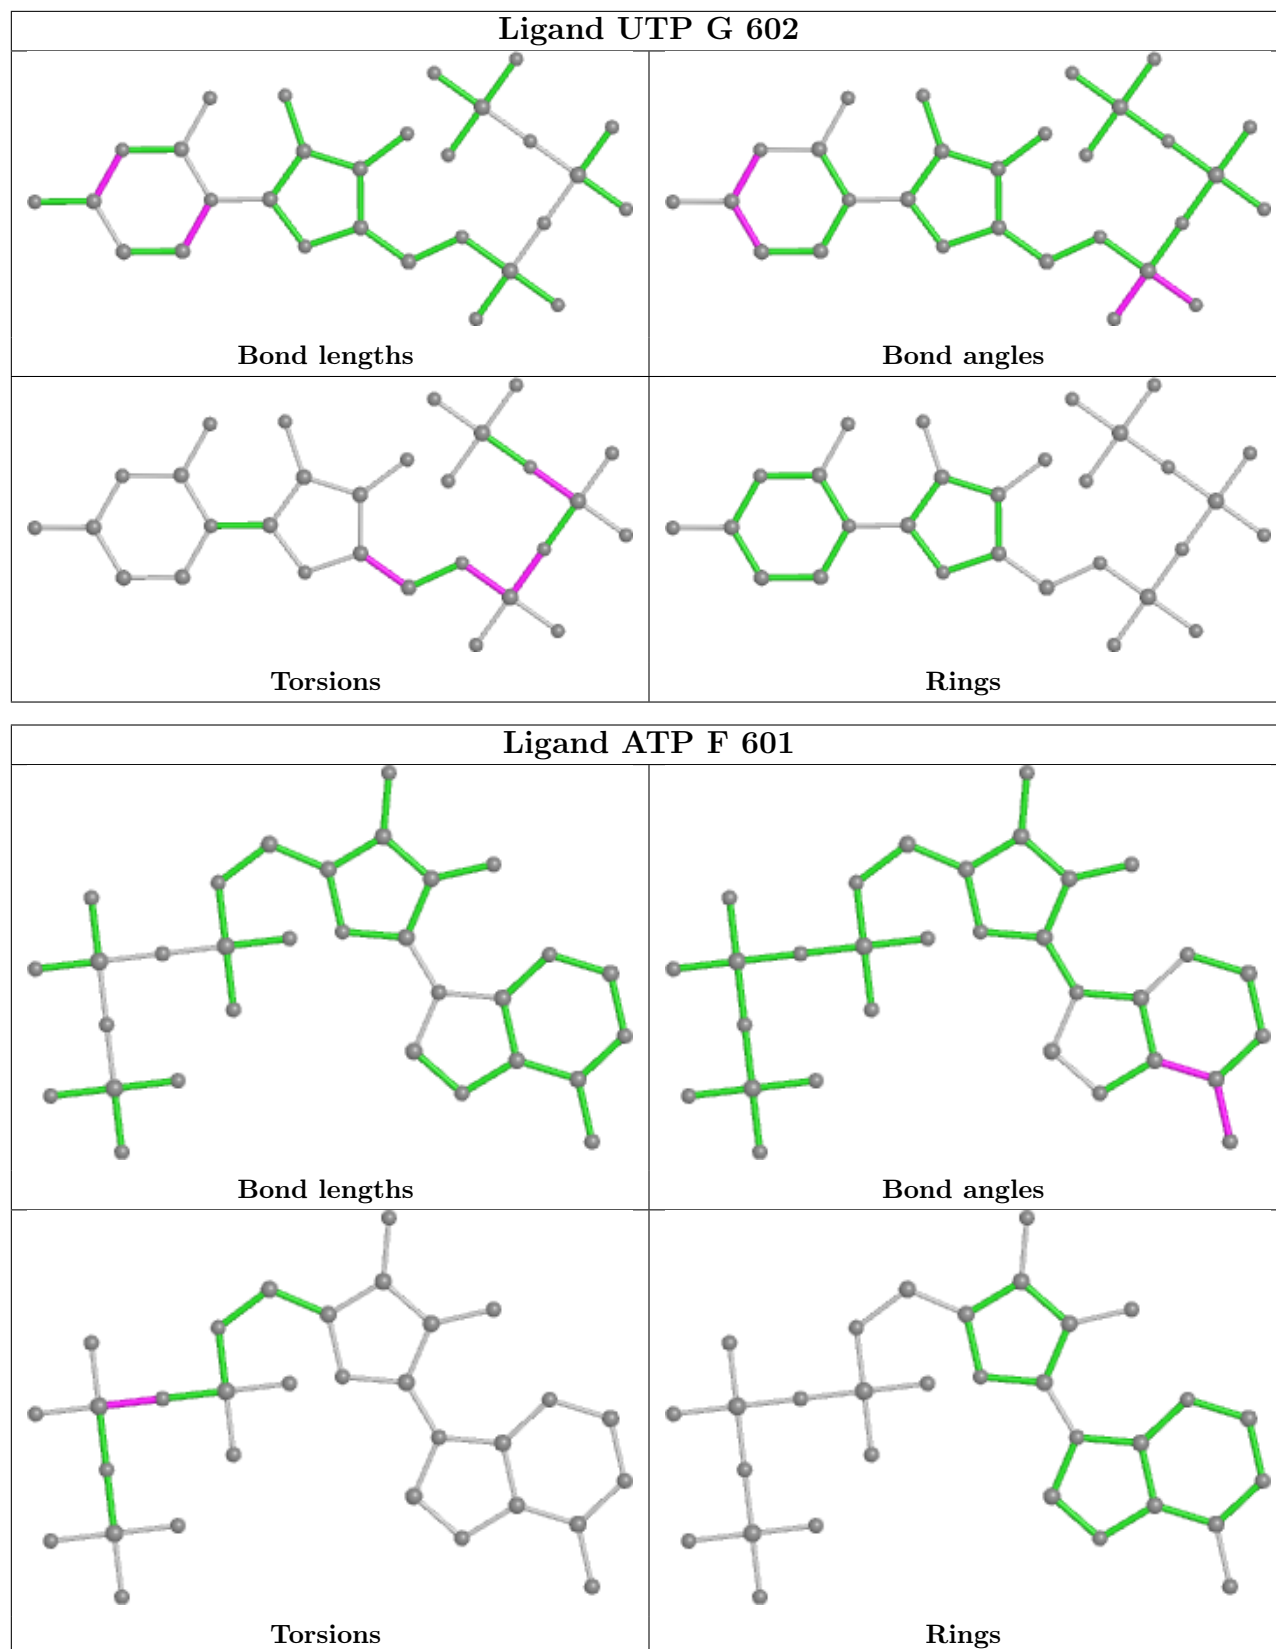 Ligand UTP G 602
Bond lengths
Bond angles
Torsions
Rings
Ligand ATP F 601
Bond lengths
Bond angles
Torsions
Rings